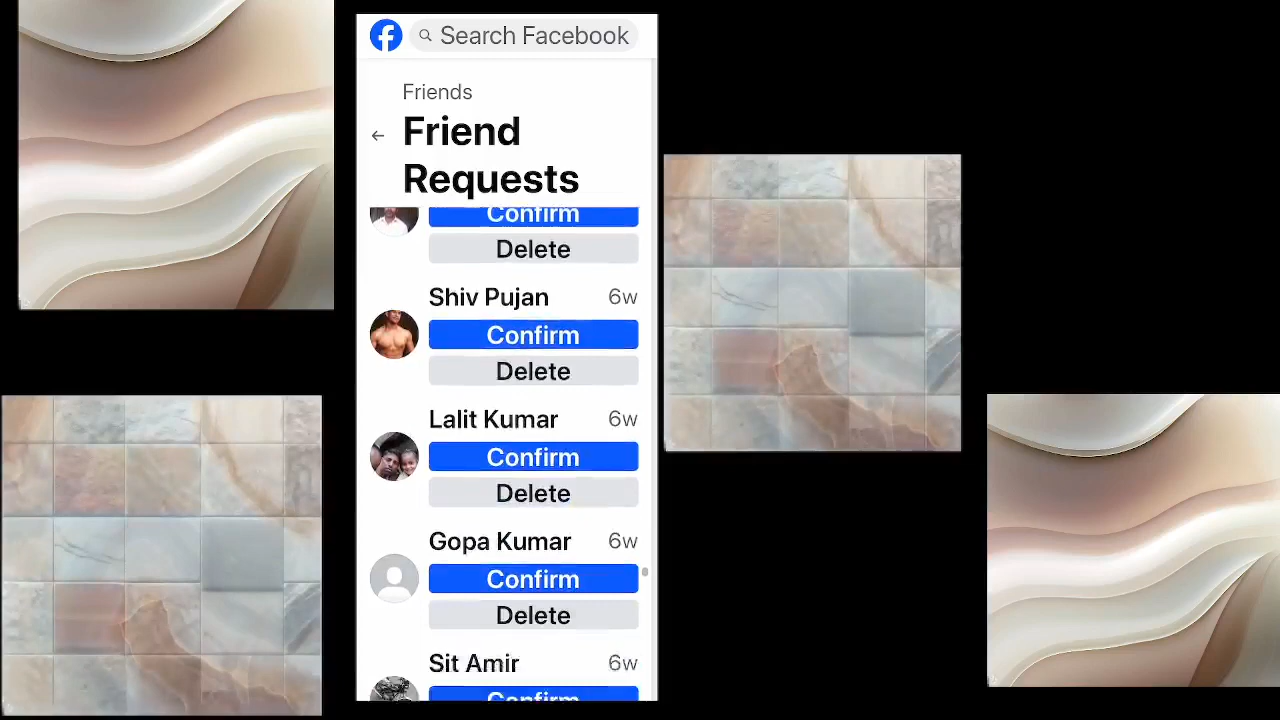 Search Facebook
Friends
Friend
Requests
Confirm
Delete
Shiv Pujan 6w
Confirm
Delete
Lalit Kumar 6w
Confirm
Delete
Gopa Kumar 6w
Confirm
Delete
Sit Amir 6w
Confirm